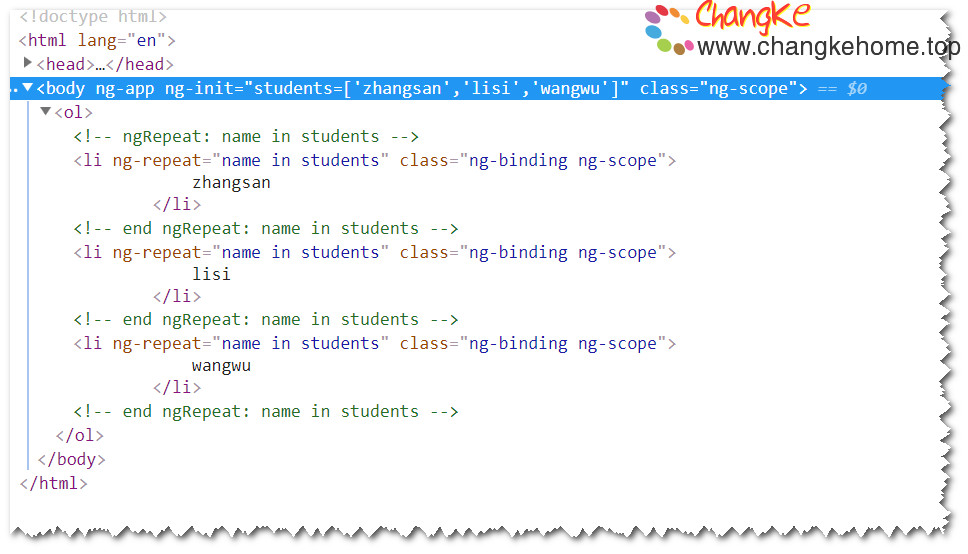 ChangKe
www.changkehome.top
<!doctype html>
<html lang="en">
<head>…</head>
<body ng-app ng-init="students=['zhangsan','lisi','wangwu']" class="ng-scope"> == $0
<ol>
<!-- ngRepeat: name in students -->
<li ng-repeat="name in students" class="ng-binding ng-scope">
zhangsan
</li>
<!-- end ngRepeat: name in students -->
<li ng-repeat="name in students" class="ng-binding ng-scope">
lisi
</li>
<!-- end ngRepeat: name in students -->
<li ng-repeat="name in students" class="ng-binding ng-scope">
wangwu
</li>
<!-- end ngRepeat: name in students -->
</ol>
</body>
</html>